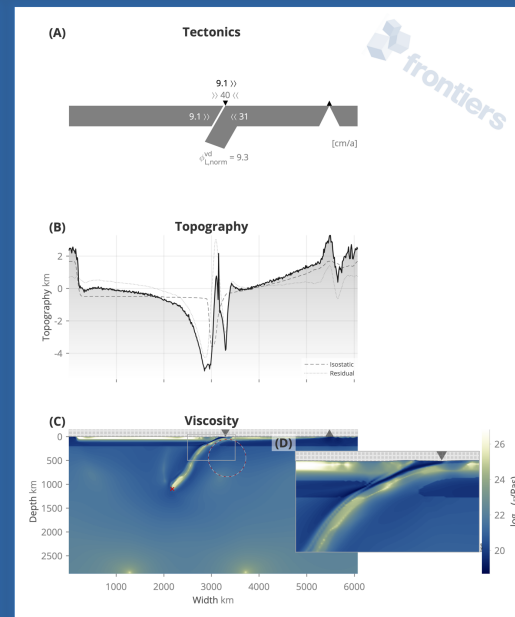 (A) Tectonics
frontiers
9.1 ⟩⟩
⟩⟩ 40 ⟨⟨
9.1 ⟩⟩ ⟨⟨ 31
[cm/a]
ϕ^vd_L,norm = 9.3
(B) Topography
Topography km
2
0
-2
-4
Isostatic
Residual
(C) Viscosity
(D)
Depth km
0
500
1000
1500
2000
2500
1000 2000 3000 4000 5000 6000
Width km
26
24
22
20